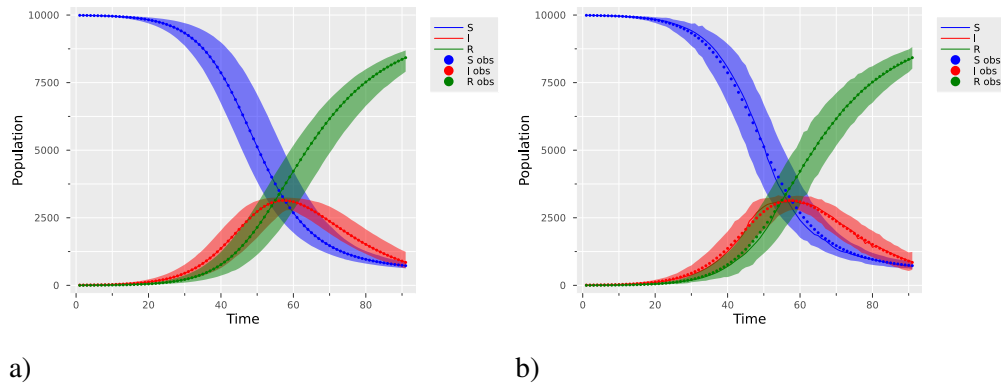 10000
7500
5000
2500
0
Population
0
20
40
60
80
Time
S
I
R
S obs
I obs
R obs
a)
10000
7500
5000
2500
0
Population
0
20
40
60
80
Time
S
I
R
S obs
I obs
R obs
b)